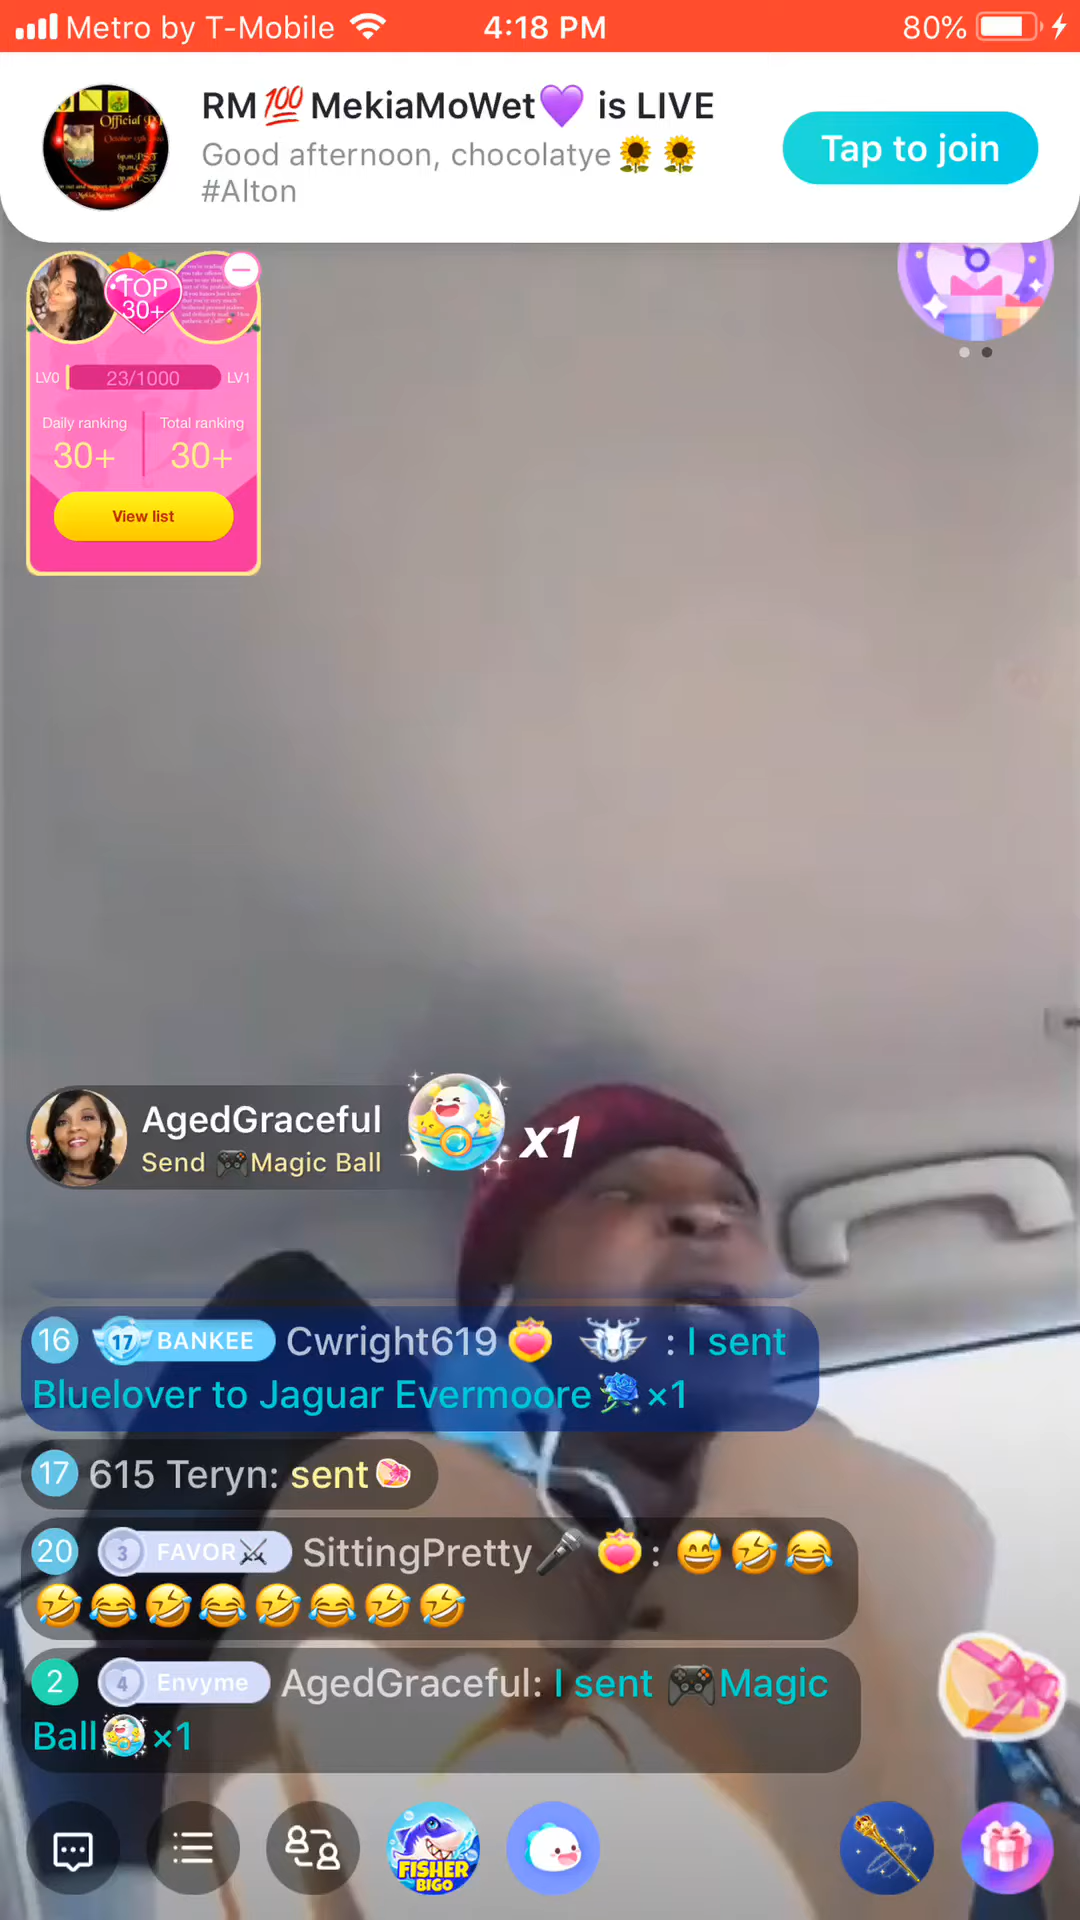 Metro by T-Mobile 4:18 PM 80%
RM💯MekiaMoWet💜 is LIVE
Good afternoon, chocolatye🌻🌻
#Alton
Tap to join
Official
TOP
30+
LV0 23/1000 LV1
Daily ranking Total ranking
30+ 30+
View list
AgedGraceful
Send 🎮Magic Ball
x1
16 17 BANKEE Cwright619 : I sent
Bluelover to Jaguar Evermoore ×1
17 615 Teryn: sent
20 3 FAVOR⚔ SittingPretty🎤 : 😅🤣😂
🤣😂🤣😂🤣😂🤣🤣
2 4 Envyme AgedGraceful: I sent 🎮Magic
Ball ×1
FISHER
BIGO